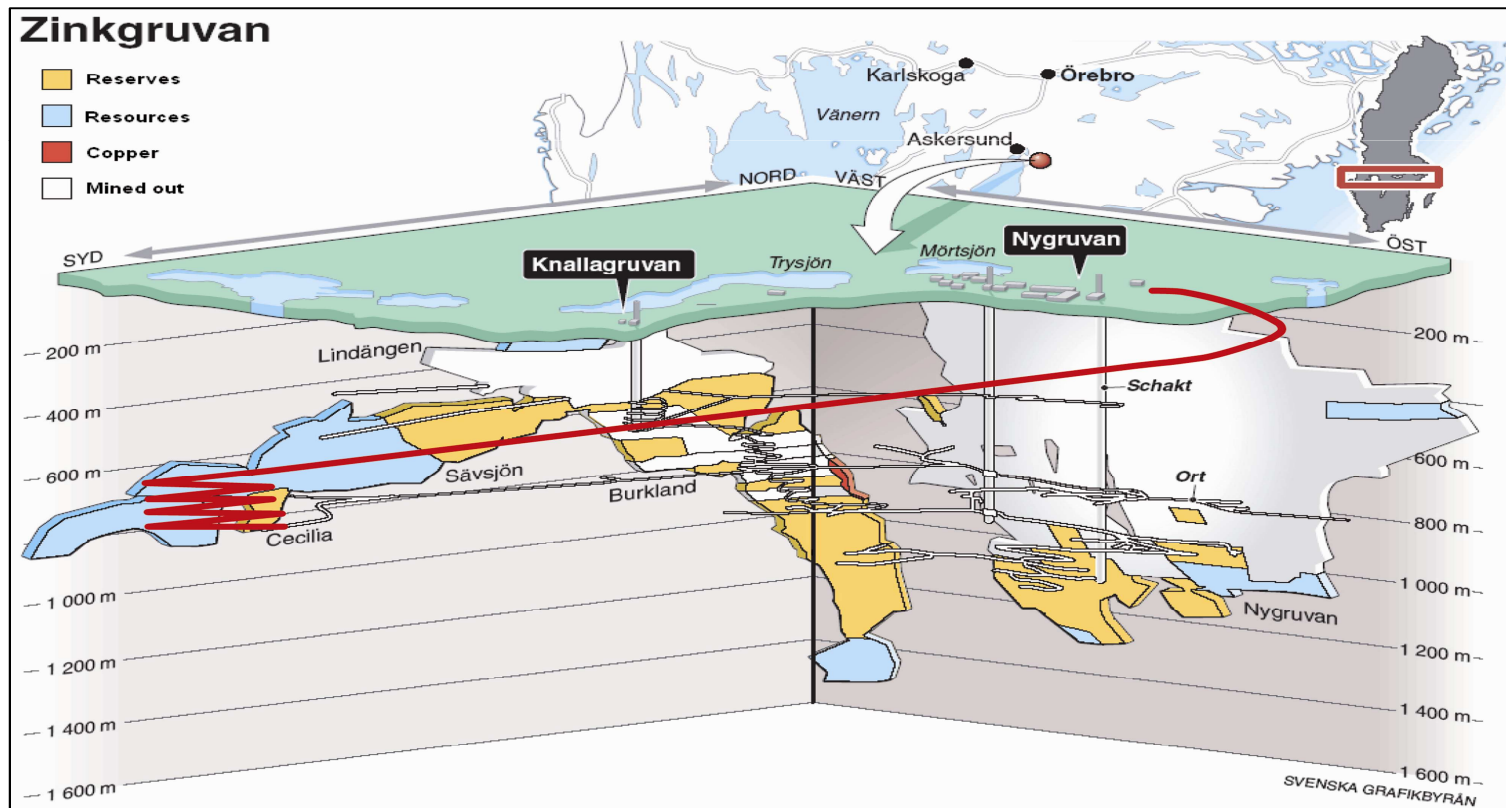 Zinkgruvan
Reserves
Resources
Copper
Mined out
Karlskoga
Örebro
Vänern
Askersund
NORD
VÄST
SYD
ÖST
Knallagruvan
Trysjön
Mörtsjön
Nygruvan
200 m
400 m
600 m
800 m
1 000 m
1 200 m
1 400 m
1 600 m
Lindängen
Sävsjön
Burkland
Cecilia
Schakt
Ort
Nygruvan
200 m
400 m
600 m
800 m
1 000 m
1 200 m
1 400 m
1 600 m
SVENSKA GRAFIKBYRÅN